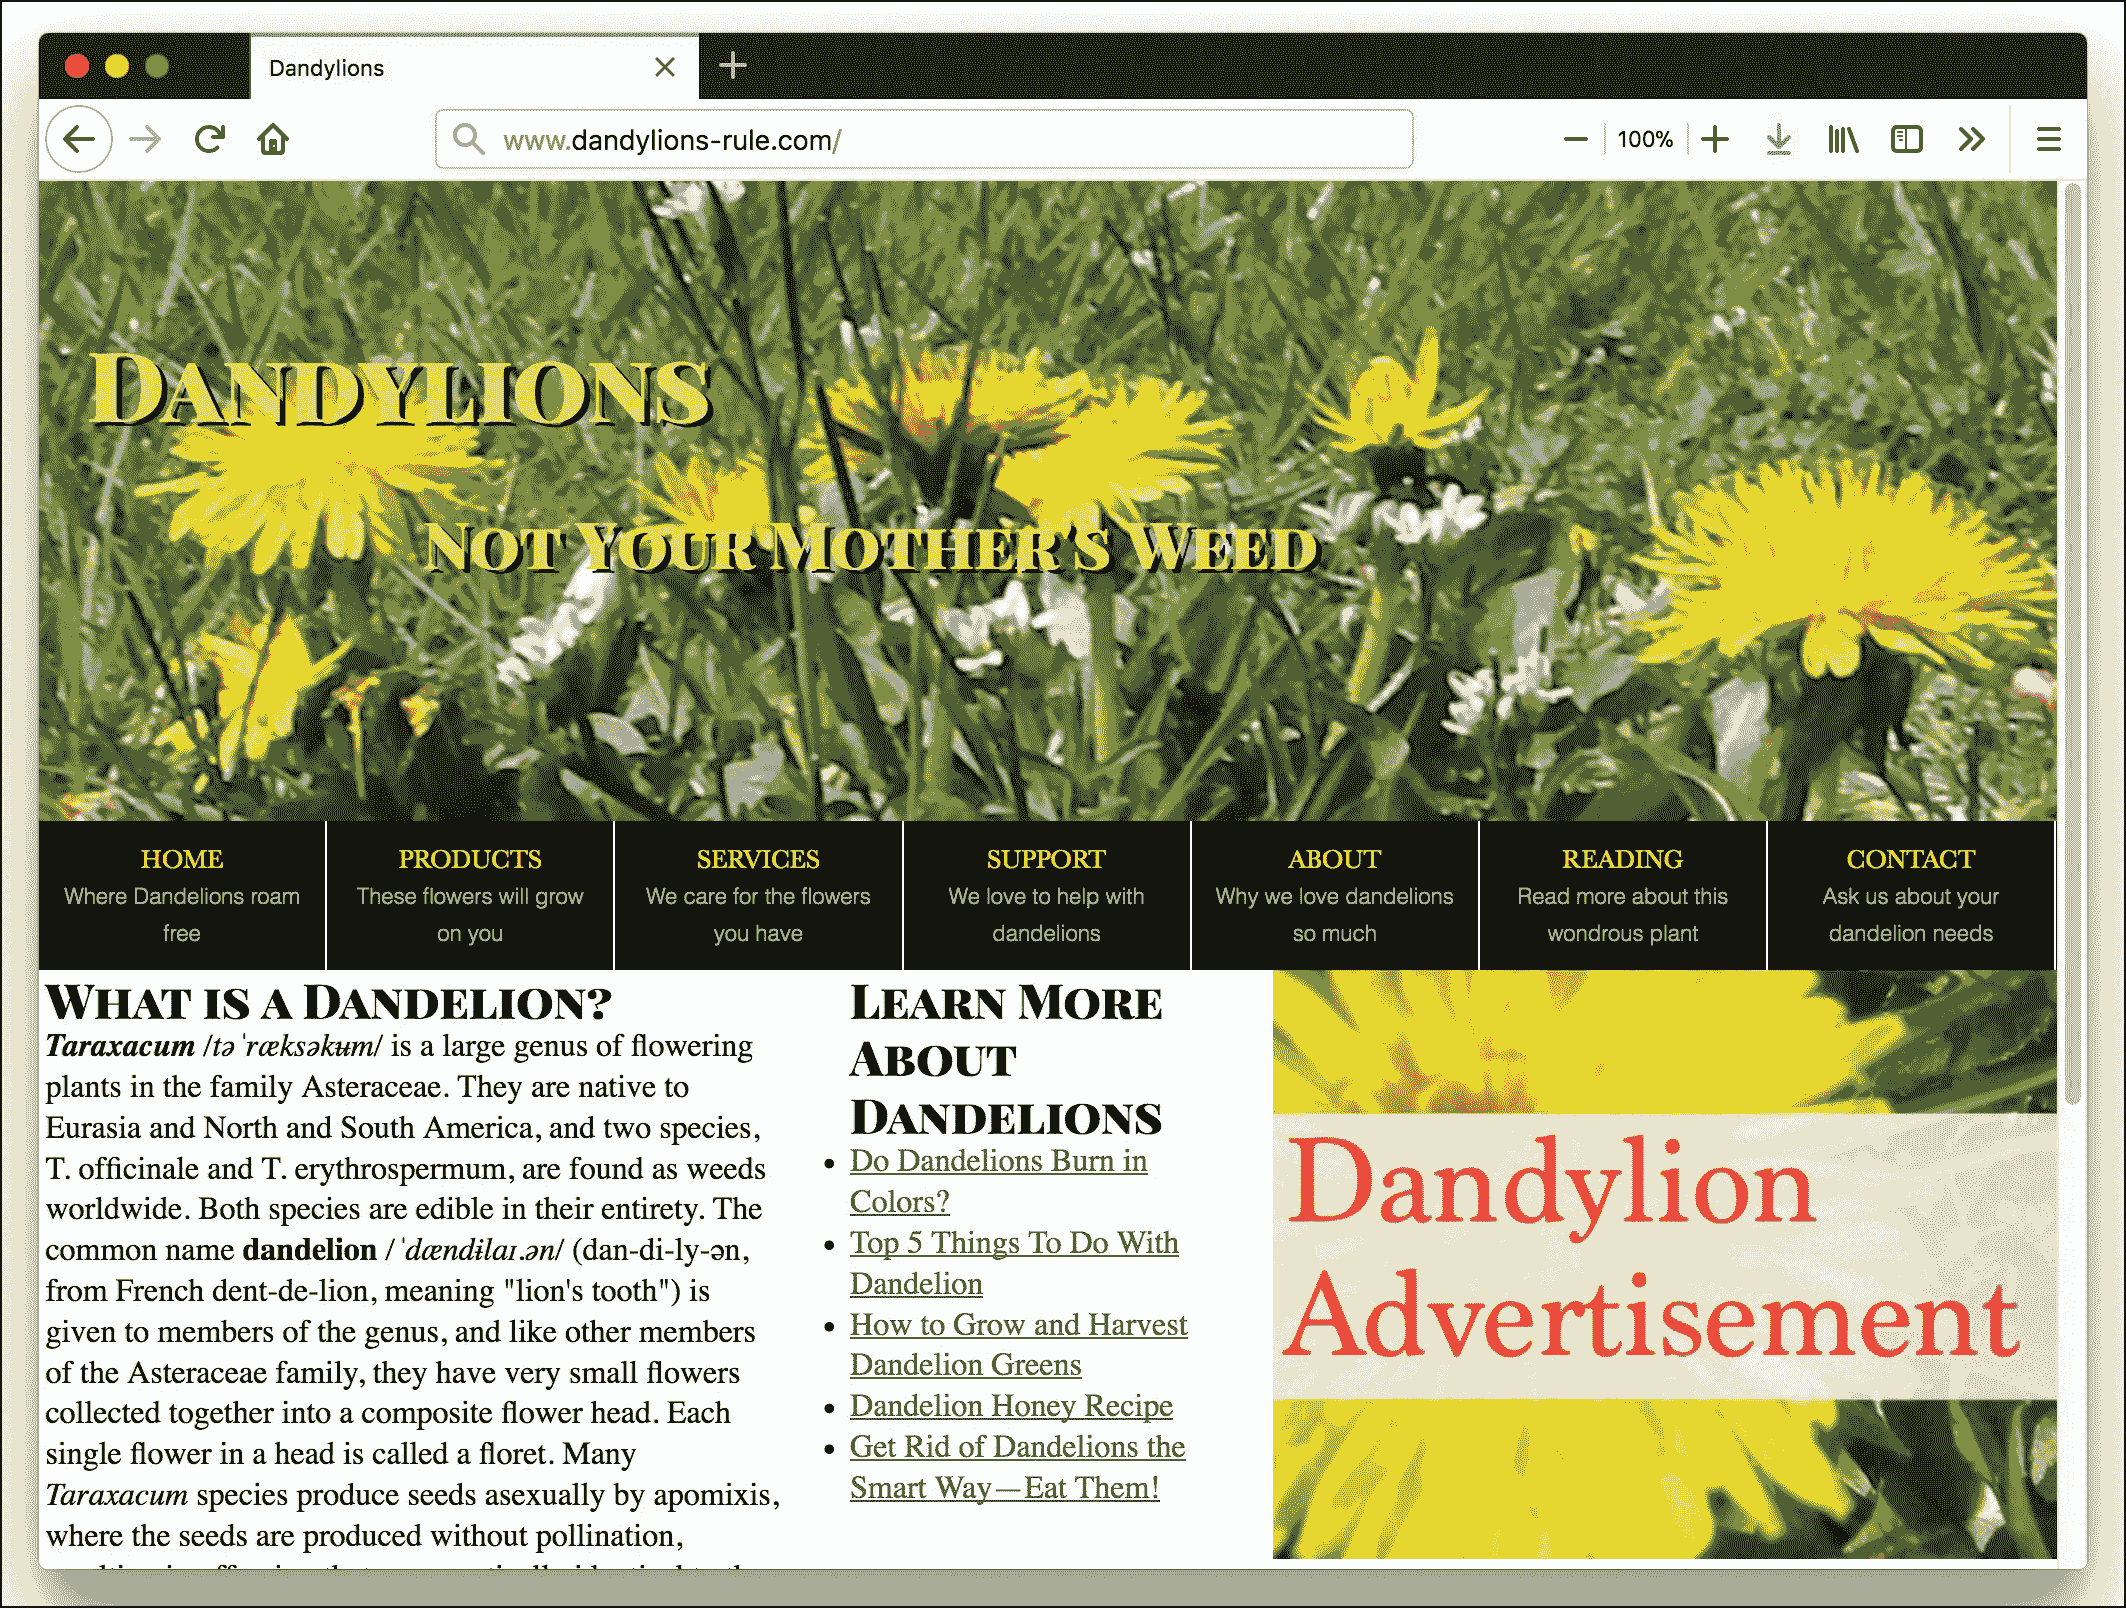 Dandylions
www.dandylions-rule.com/
100%
DANDYLIONS
NOT YOUR MOTHER'S WEED
HOME
Where Dandelions roam
free
PRODUCTS
These flowers will grow
on you
SERVICES
We care for the flowers
you have
SUPPORT
We love to help with
dandelions
ABOUT
Why we love dandelions
so much
READING
Read more about this
wondrous plant
CONTACT
Ask us about your
dandelion needs
WHAT IS A DANDELION?
Taraxacum /tə ˈræksəkʉm/ is a large genus of flowering
plants in the family Asteraceae. They are native to
Eurasia and North and South America, and two species,
T. officinale and T. erythrospermum, are found as weeds
worldwide. Both species are edible in their entirety. The
common name dandelion / ˈdændɨlaɪ.ən/ (dan-di-ly-ən,
from French dent-de-lion, meaning "lion's tooth") is
given to members of the genus, and like other members
of the Asteraceae family, they have very small flowers
collected together into a composite flower head. Each
single flower in a head is called a floret. Many
Taraxacum species produce seeds asexually by apomixis,
where the seeds are produced without pollination,
LEARN MORE
ABOUT
DANDELIONS
Do Dandelions Burn in
Colors?
Top 5 Things To Do With
Dandelion
How to Grow and Harvest
Dandelion Greens
Dandelion Honey Recipe
Get Rid of Dandelions the
Smart Way—Eat Them!
Dandylion
Advertisement